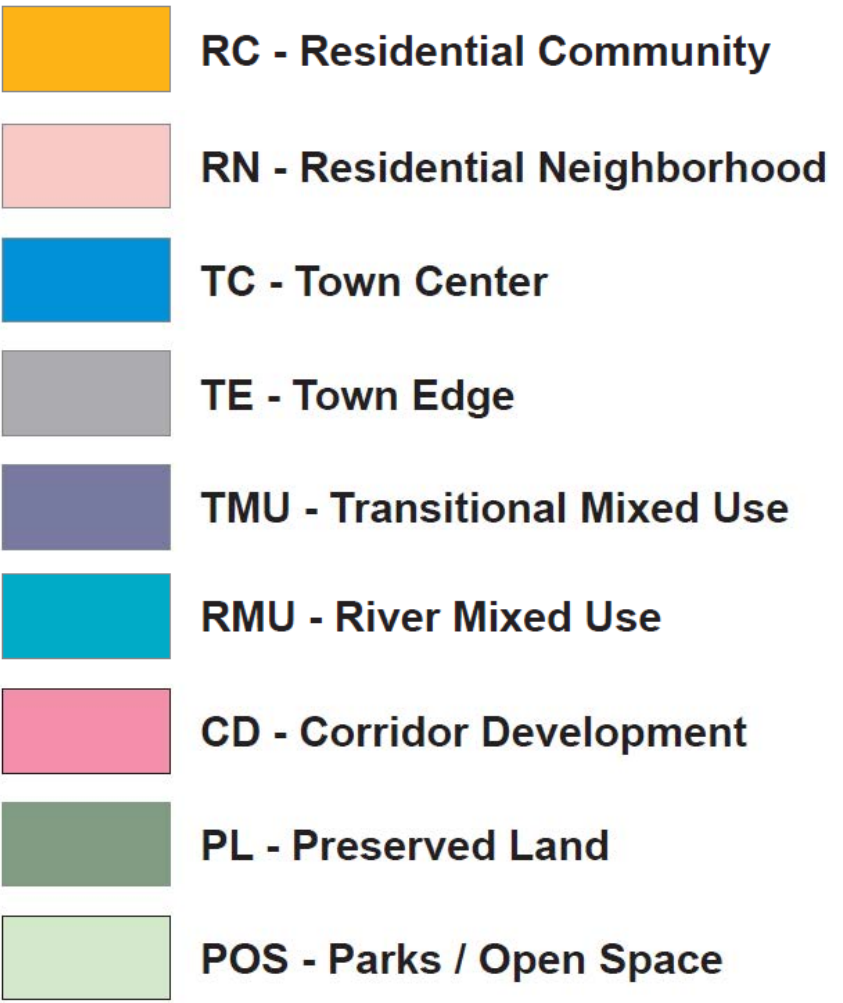 RC - Residential Community
RN - Residential Neighborhood
TC - Town Center
TE - Town Edge
TMU - Transitional Mixed Use
RMU - River Mixed Use
CD - Corridor Development
PL - Preserved Land
POS - Parks / Open Space